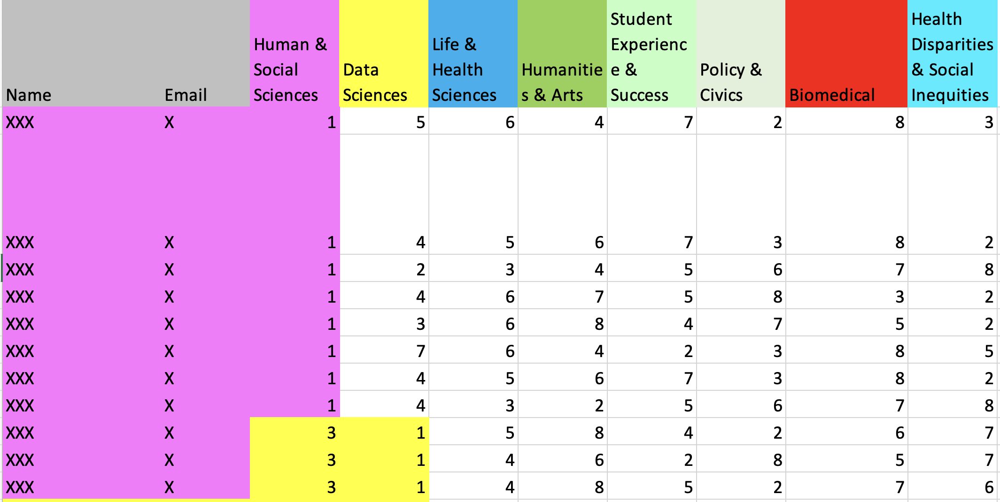 Name Email Human & Social Sciences Data Sciences Life & Health Sciences Humanities & Arts Student Experience & Success Policy & Civics Biomedical Health Disparities & Social Inequities
XXX X 1 5 6 4 7 2 8 3
XXX X 1 4 5 6 7 3 8 2
XXX X 1 2 3 4 5 6 7 8
XXX X 1 4 6 7 5 8 3 2
XXX X 1 3 6 8 4 7 5 2
XXX X 1 7 6 4 2 3 8 5
XXX X 1 4 5 6 7 3 8 2
XXX X 1 4 3 2 5 6 7 8
XXX X 3 1 5 8 4 2 6 7
XXX X 3 1 4 6 2 8 5 7
XXX X 3 1 4 8 5 2 7 6